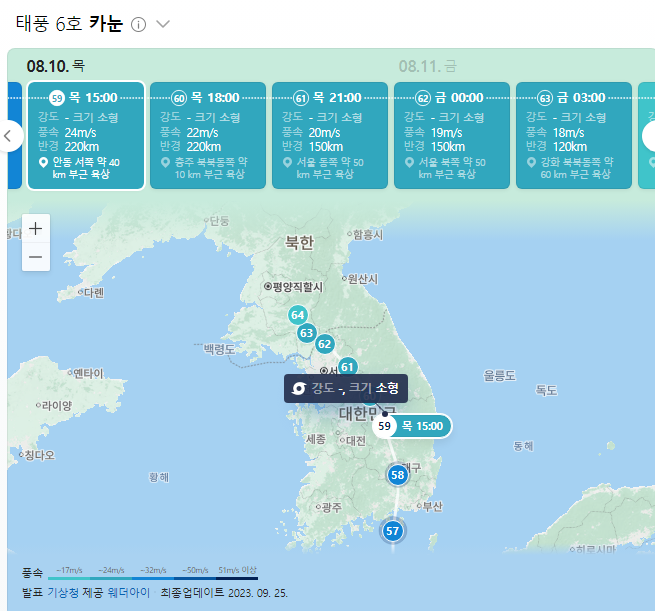 태풍 6호 카눈
08.10. 목
08.11. 금
59 목 15:00
강도 - 크기 소형
풍속 24m/s
반경 220km
안동 서쪽 약 40
km 부근 육상
60 목 18:00
강도 - 크기 소형
풍속 22m/s
반경 220km
충주 북북동쪽 약
10 km 부근 육상
61 목 21:00
강도 - 크기 소형
풍속 20m/s
반경 150km
서울 동쪽 약 50
km 부근 육상
62 금 00:00
강도 - 크기 소형
풍속 19m/s
반경 150km
서울 북쪽 약 50
km 부근 육상
63 금 03:00
강도 - 크기 소형
풍속 18m/s
반경 120km
강화 북북동쪽 약
60 km 부근 육상
+
−
단둥
북한
함흥시
다롄
원산시
평양직할시
64
63
62
백령도
61
옌타이
울릉도
강도 -, 크기 소형
독도
라이양
59 목 15:00
세종
대전
동해
칭다오
황해
58
광주
부산
57
히로시마
풍속 ~17m/s ~24m/s ~32m/s ~50m/s 51m/s 이상
발표 기상청 제공 웨더아이 최종업데이트 2023. 09. 25.